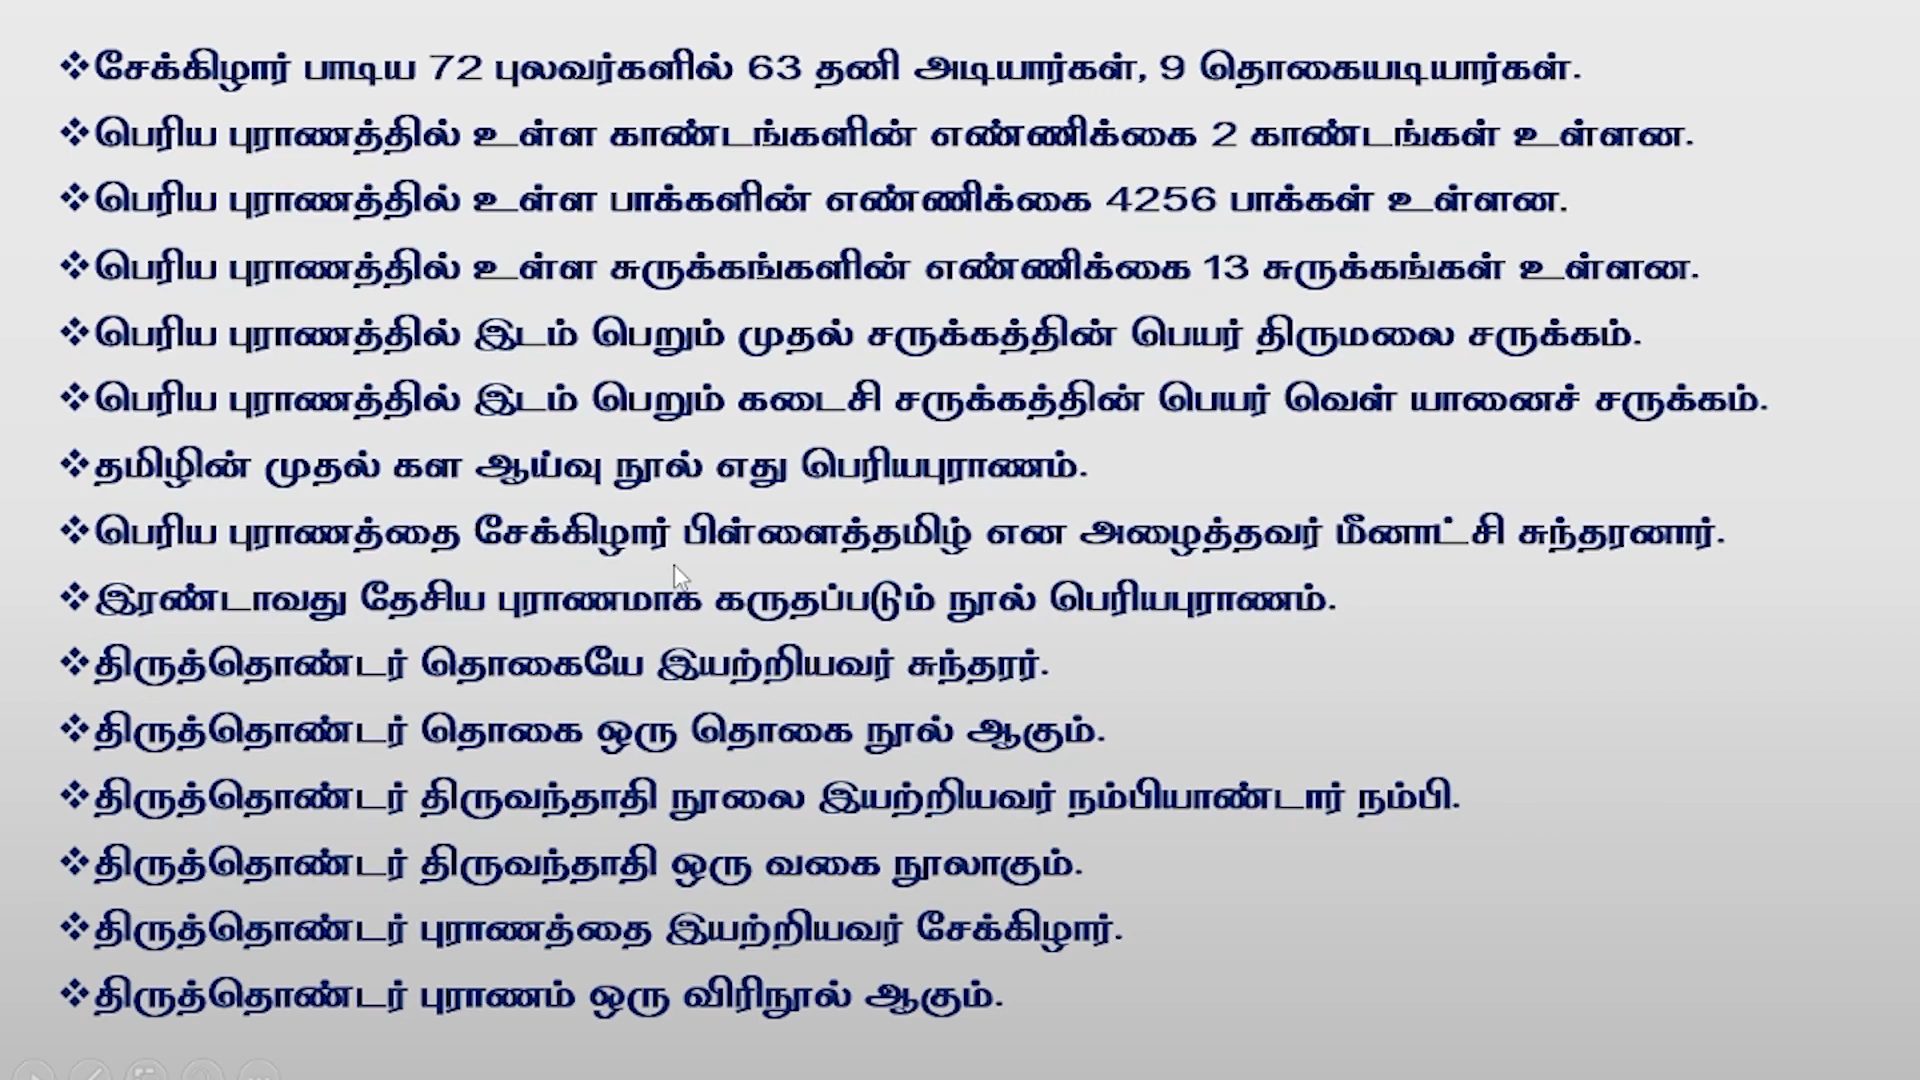 ❖சேக்கிழார் பாடிய 72 புலவர்களில் 63 தனி அடியார்கள், 9 தொகையடியார்கள்.
❖பெரிய புராணத்தில் உள்ள காண்டங்களின் எண்ணிக்கை 2 காண்டங்கள் உள்ளன.
❖பெரிய புராணத்தில் உள்ள பாக்களின் எண்ணிக்கை 4256 பாக்கள் உள்ளன.
❖பெரிய புராணத்தில் உள்ள சுருக்கங்களின் எண்ணிக்கை 13 சுருக்கங்கள் உள்ளன.
❖பெரிய புராணத்தில் இடம் பெறும் முதல் சருக்கத்தின் பெயர் திருமலை சருக்கம்.
❖பெரிய புராணத்தில் இடம் பெறும் கடைசி சருக்கத்தின் பெயர் வெள் யானைச் சருக்கம்.
❖தமிழின் முதல் கள ஆய்வு நூல் எது பெரியபுராணம்.
❖பெரிய புராணத்தை சேக்கிழார் பிள்ளைத்தமிழ் என அழைத்தவர் மீனாட்சி சுந்தரனார்.
❖இரண்டாவது தேசிய புராணமாக கருதப்படும் நூல் பெரியபுராணம்.
❖திருத்தொண்டர் தொகையே இயற்றியவர் சுந்தரர்.
❖திருத்தொண்டர் தொகை ஒரு தொகை நூல் ஆகும்.
❖திருத்தொண்டர் திருவந்தாதி நூலை இயற்றியவர் நம்பியாண்டார் நம்பி.
❖திருத்தொண்டர் திருவந்தாதி ஒரு வகை நூலாகும்.
❖திருத்தொண்டர் புராணத்தை இயற்றியவர் சேக்கிழார்.
❖திருத்தொண்டர் புராணம் ஒரு விரிநூல் ஆகும்.